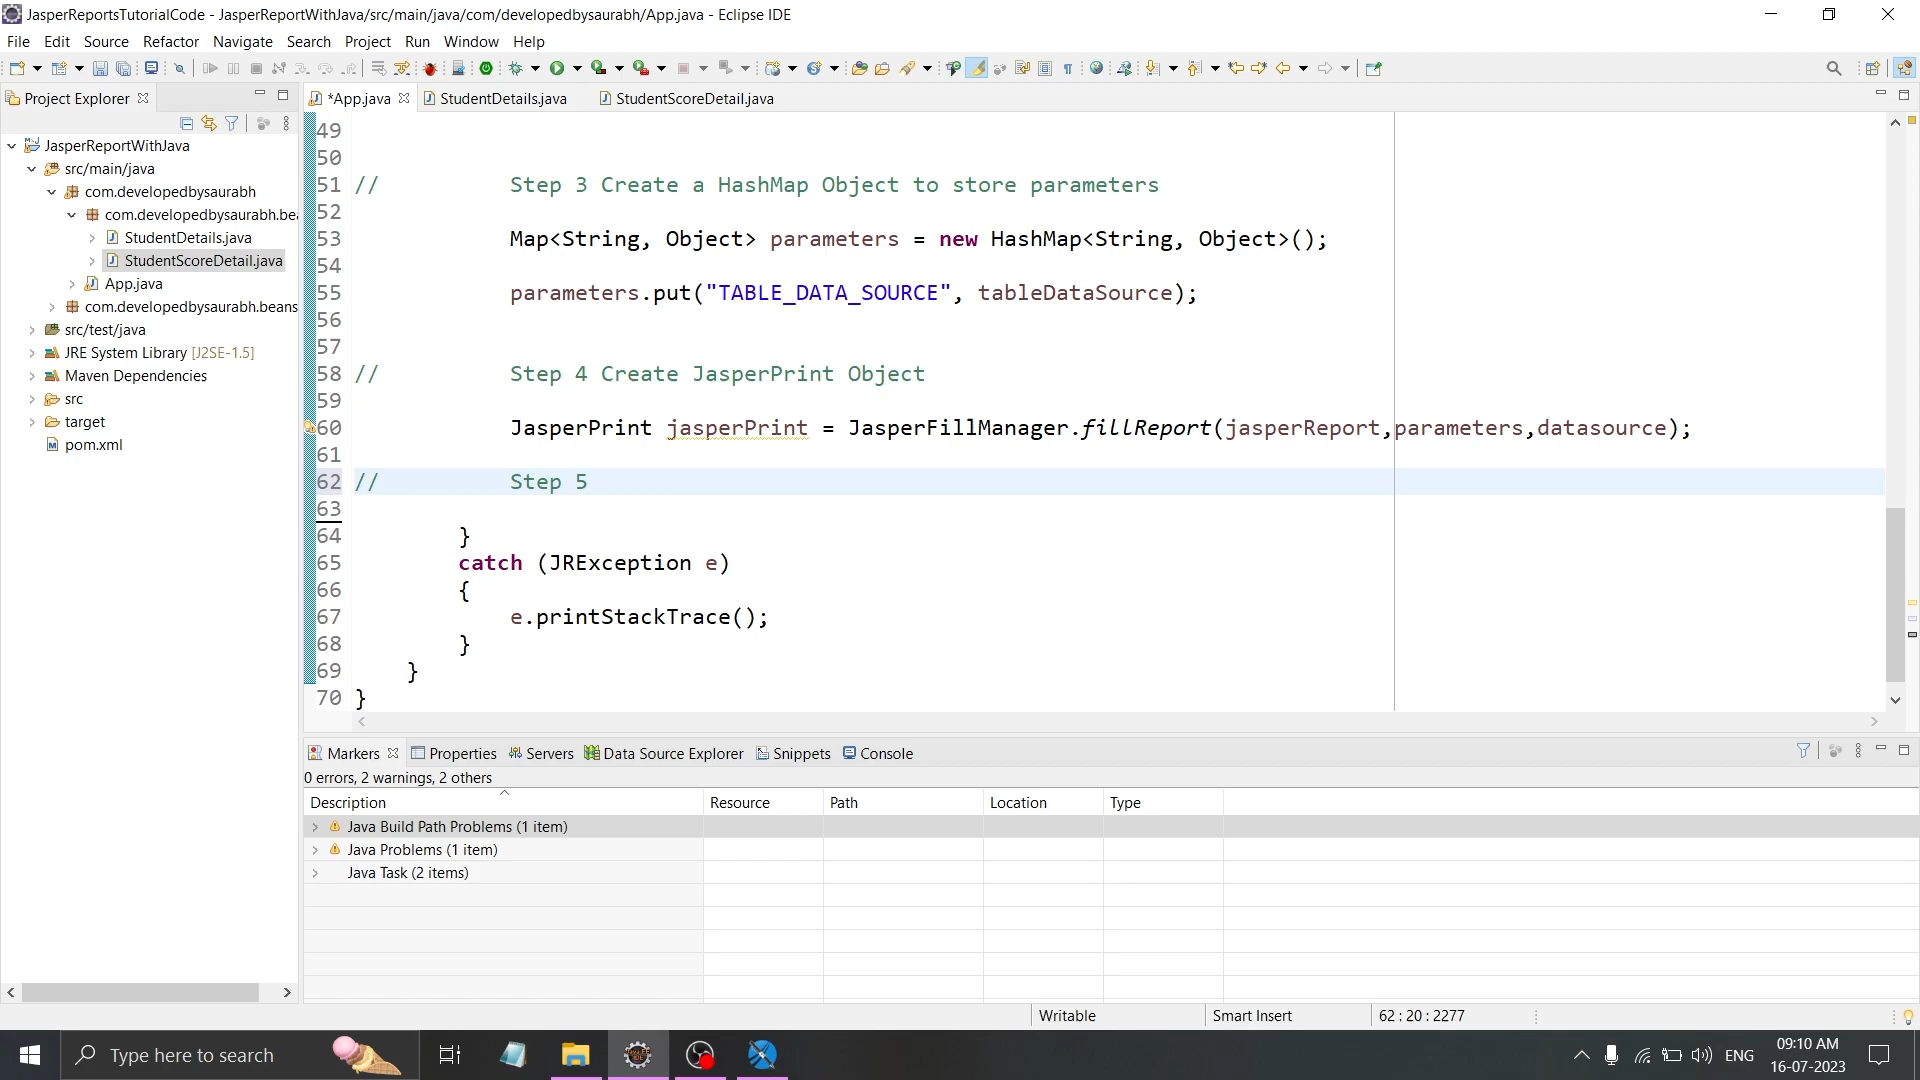 JasperReportsTutorialCode - JasperReportWithJava/src/main/java/com/developedbysaurabh/App.java - Eclipse IDE
File Edit Source Refactor Navigate Search Project Run Window Help
Project Explorer
*App.java StudentDetails.java StudentScoreDetail.java
JasperReportWithJava
src/main/java
com.developedbysaurabh
com.developedbysaurabh.bea
StudentDetails.java
StudentScoreDetail.java
App.java
com.developedbysaurabh.beans
src/test/java
JRE System Library [J2SE-1.5]
Maven Dependencies
src
target
pom.xml
49
50
51 // Step 3 Create a HashMap Object to store parameters
52
53 Map<String, Object> parameters = new HashMap<String, Object>();
54
55 parameters.put("TABLE_DATA_SOURCE", tableDataSource);
56
57
58 // Step 4 Create JasperPrint Object
59
60 JasperPrint jasperPrint = JasperFillManager.fillReport(jasperReport,parameters,datasource);
61
62 // Step 5
63
64 }
65 catch (JRException e)
66 {
67 e.printStackTrace();
68 }
69 }
70 }
Markers Properties Servers Data Source Explorer Snippets Console
0 errors, 2 warnings, 2 others
Description Resource Path Location Type
Java Build Path Problems (1 item)
Java Problems (1 item)
Java Task (2 items)
Writable Smart Insert 62 : 20 : 2277
Type here to search
ENG
09:10 AM
16-07-2023